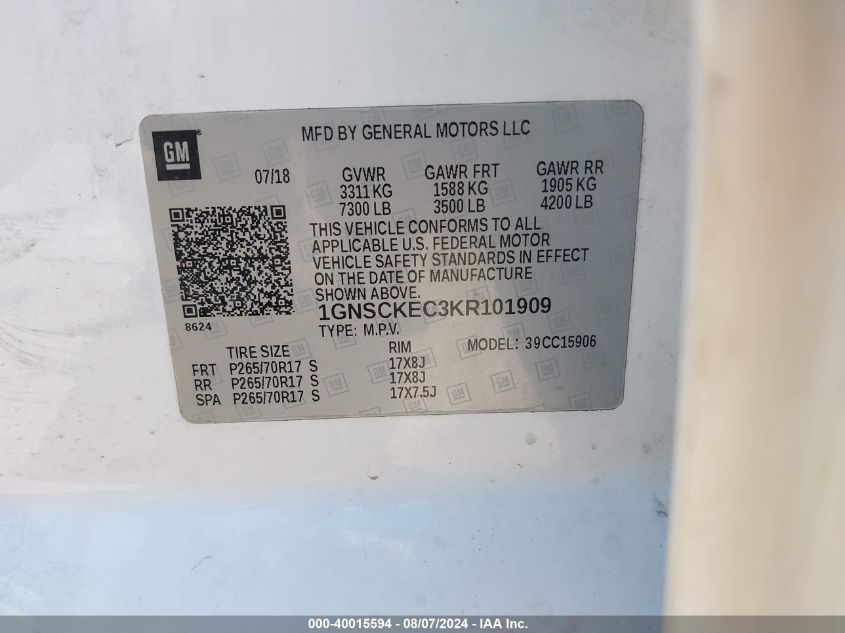 GM
MFD BY GENERAL MOTORS LLC
07/18 GVWR GAWR FRT GAWR RR
3311 KG 1588 KG 1905 KG
7300 LB 3500 LB 4200 LB
THIS VEHICLE CONFORMS TO ALL
APPLICABLE U.S. FEDERAL MOTOR
VEHICLE SAFETY STANDARDS IN EFFECT
ON THE DATE OF MANUFACTURE
SHOWN ABOVE.
8624
1GNSCKEC3KR101909
TYPE: M.P.V.
TIRE SIZE RIM MODEL: 39CC15906
FRT P265/70R17 S 17X8J
RR P265/70R17 S 17X8J
SPA P265/70R17 S 17X7.5J
000-40015594 - 08/07/2024 - IAA Inc.